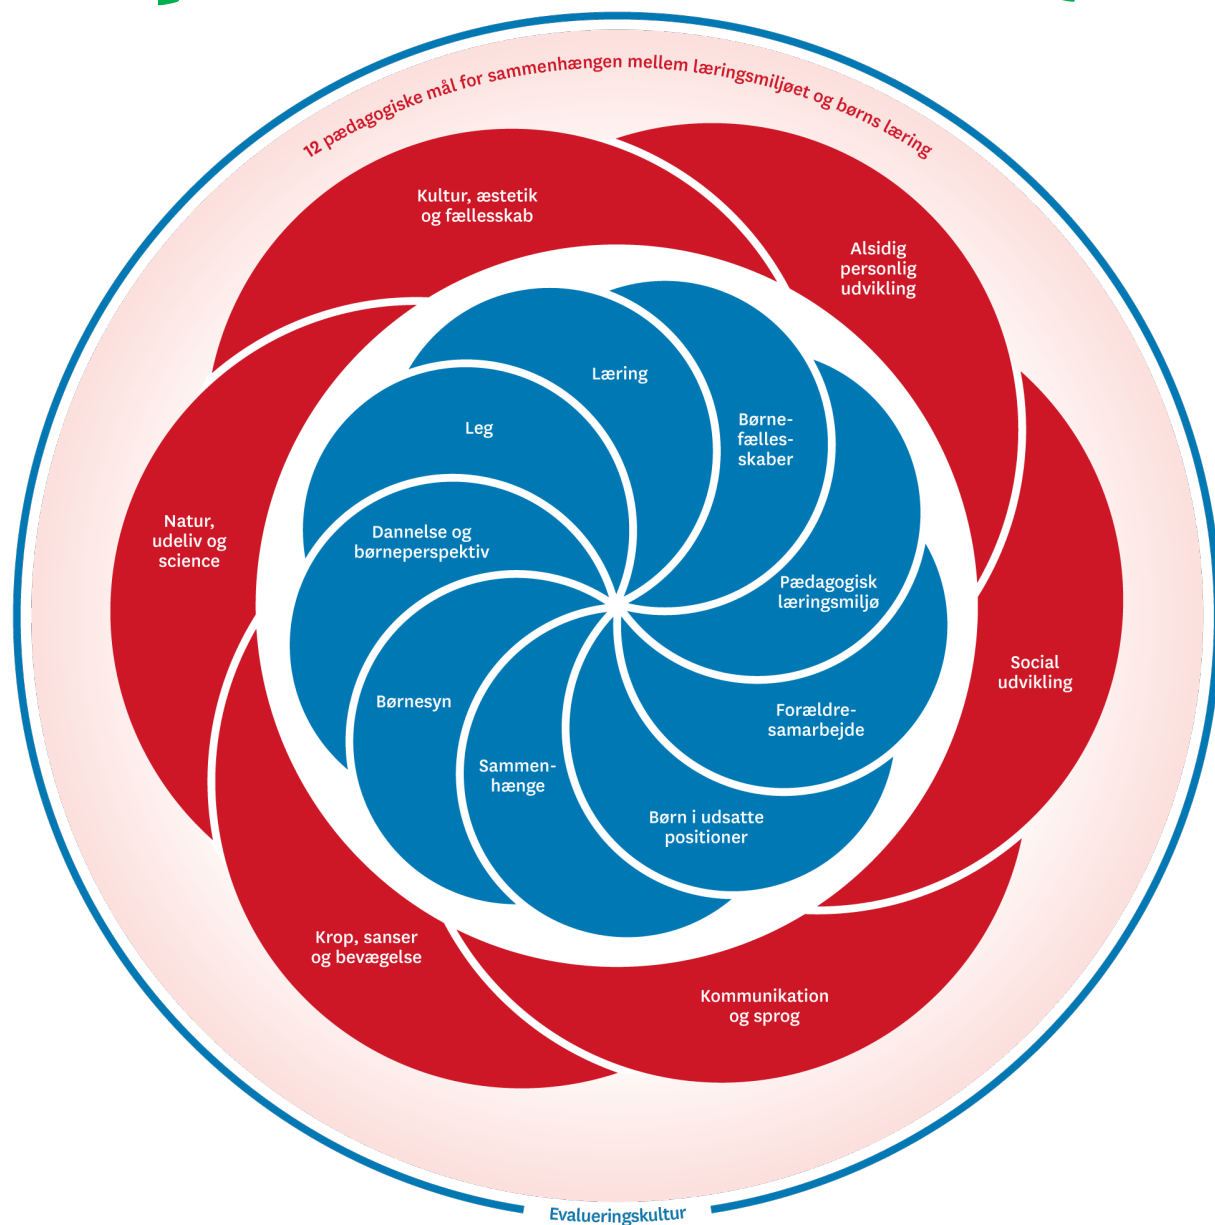 12 pædagogiske mål for sammenhængen mellem læringsmiljøet og børns læring
Kultur, æstetik
og fællesskab
Alsidig
personlig
udvikling
Læring
Børne-
fælles-
skaber
Leg
Natur,
udeliv og
science
Dannelse og
børneperspektiv
Pædagogisk
læringsmiljø
Social
udvikling
Børnesyn
Forældre-
samarbejde
Sammen-
hænge
Børn i udsatte
positioner
Krop, sanser
og bevægelse
Kommunikation
og sprog
Evalueringskultur